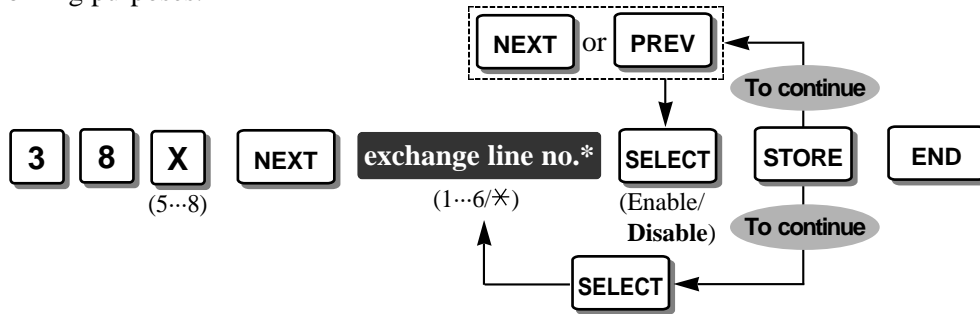 purposes.
NEXT or PREV
To continue
3 8 X NEXT exchange line no.* SELECT STORE END
(5···8) (1···6/✳) (Enable/
Disable) To continue
SELECT